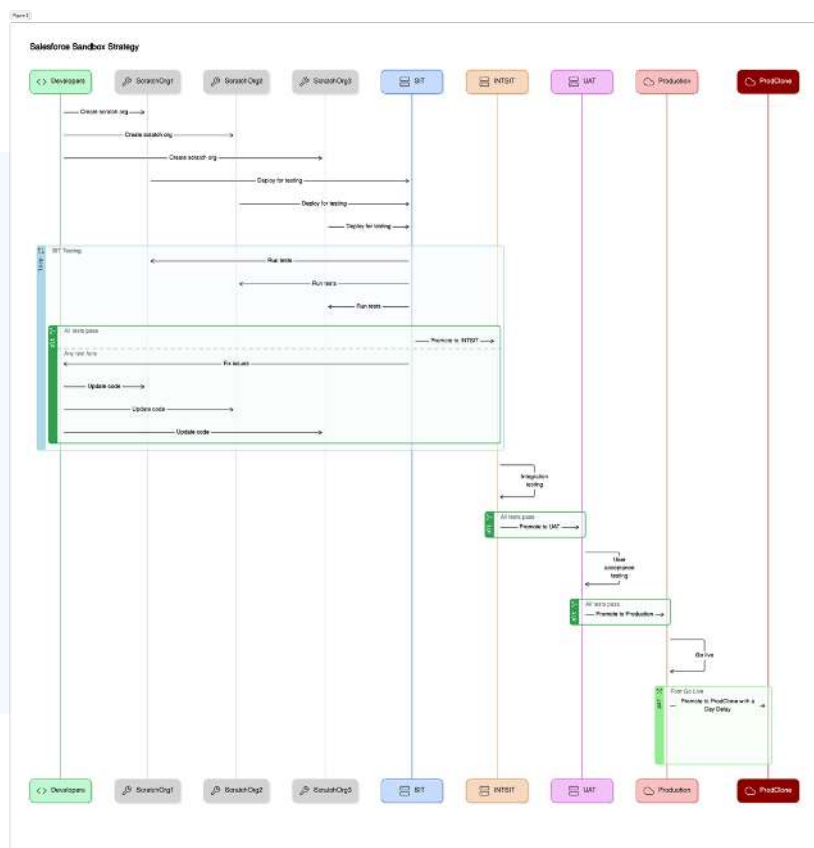 Figure 1
Salesforce Sandbox Strategy
Developers
ScratchOrg1
ScratchOrg2
ScratchOrg3
SIT
INTSIT
UAT
Production
ProdClone
Create scratch org
Create scratch org
Create scratch org
Deploy for testing
Deploy for testing
Deploy for testing
SIT Testing
Run tests
Run tests
Run tests
All tests pass
Promote to INTSIT
Any test fails
Fix issues
Update code
Update code
Update code
Integration
testing
All tests pass
Promote to UAT
User
acceptance
testing
All tests pass
Promote to Production
Go live
Post Go Live
Promote to ProdClone with a
Day Delay
Developers
ScratchOrg1
ScratchOrg2
ScratchOrg3
SIT
INTSIT
UAT
Production
ProdClone